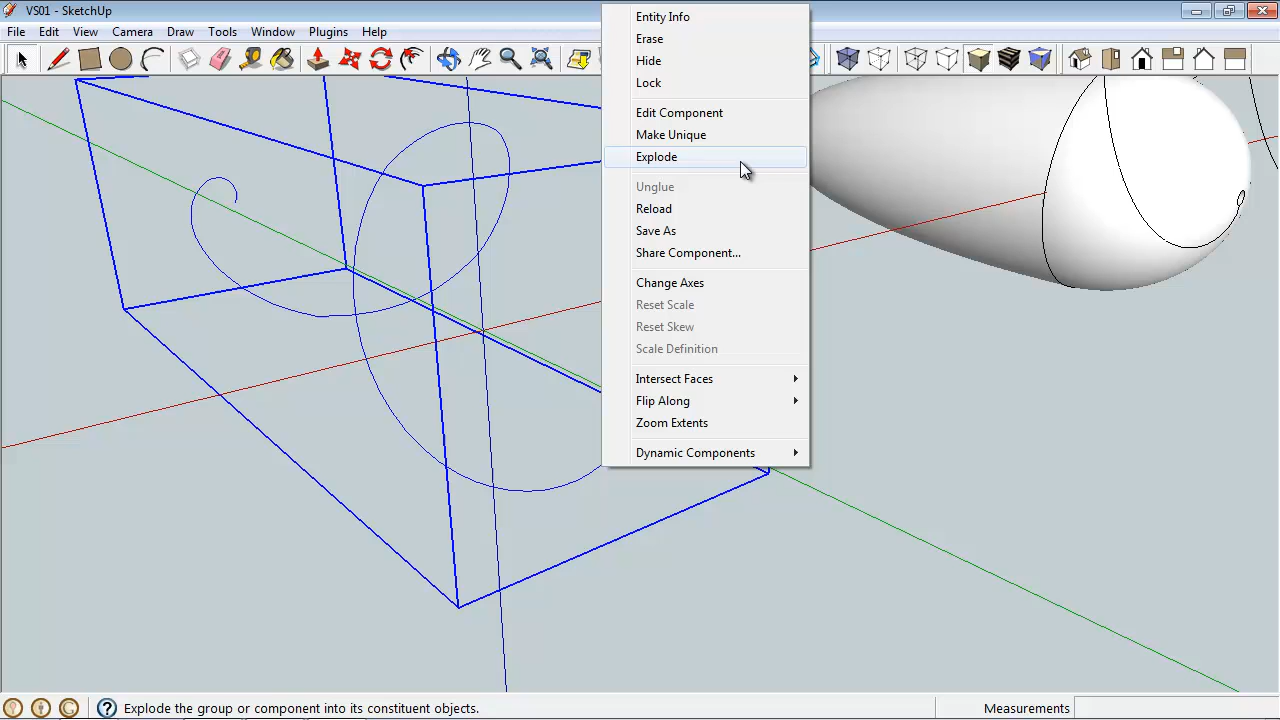 VS01 - SketchUp
File Edit View Camera Draw Tools Window Plugins Help
Entity Info
Erase
Hide
Lock
Edit Component
Make Unique
Explode
Unglue
Reload
Save As
Share Component...
Change Axes
Reset Scale
Reset Skew
Scale Definition
Intersect Faces
Flip Along
Zoom Extents
Dynamic Components
Explode the group or component into its constituent objects.
Measurements